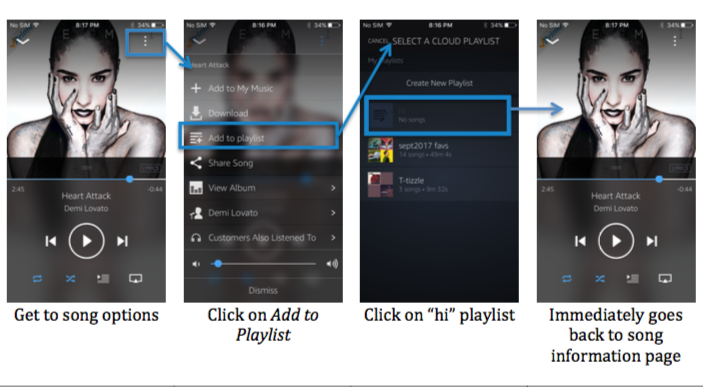 No SIM 8:17 PM 34%
2:45 -0:44
Heart Attack
Demi Lovato
Get to song options
No SIM 8:16 PM 34%
Heart Attack
Add to My Music
Download
Add to playlist
Share Song
View Album
Demi Lovato
Customers Also Listened To
Dismiss
Click on Add to
Playlist
No SIM 8:16 PM 34%
CANCEL SELECT A CLOUD PLAYLIST
My Playlists
Create New Playlist
hi
No songs
sept2017 favs
14 songs • 49m 4s
T-tizzle
3 songs • 9m 52s
Click on “hi” playlist
No SIM 8:17 PM 34%
2:45 -0:44
Heart Attack
Demi Lovato
Immediately goes
back to song
information page